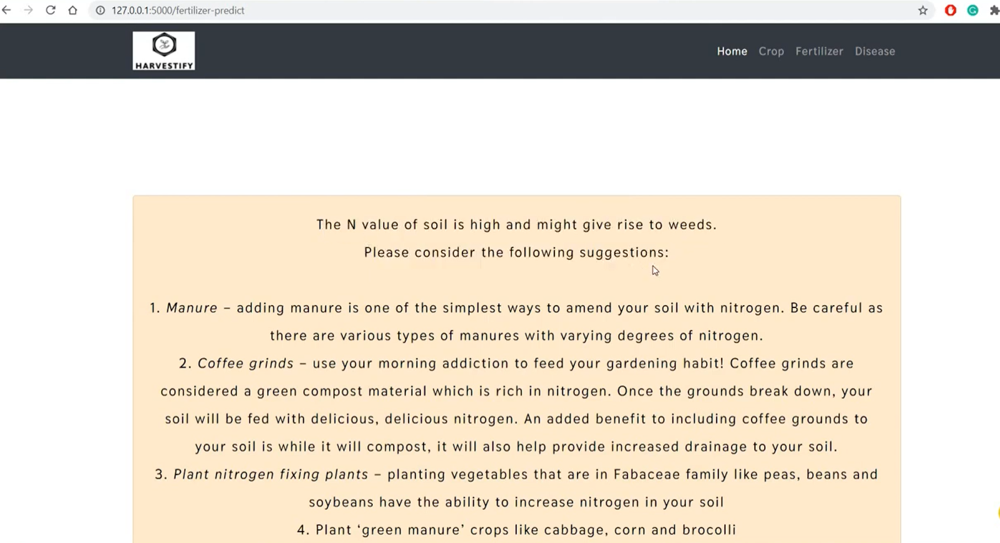 127.0.0.1:5000/fertilizer-predict
HARVESTIFY
Home Crop Fertilizer Disease
The N value of soil is high and might give rise to weeds.
Please consider the following suggestions:
1. Manure – adding manure is one of the simplest ways to amend your soil with nitrogen. Be careful as
there are various types of manures with varying degrees of nitrogen.
2. Coffee grinds – use your morning addiction to feed your gardening habit! Coffee grinds are
considered a green compost material which is rich in nitrogen. Once the grounds break down, your
soil will be fed with delicious, delicious nitrogen. An added benefit to including coffee grounds to
your soil is while it will compost, it will also help provide increased drainage to your soil.
3. Plant nitrogen fixing plants – planting vegetables that are in Fabaceae family like peas, beans and
soybeans have the ability to increase nitrogen in your soil
4. Plant ‘green manure’ crops like cabbage, corn and brocolli